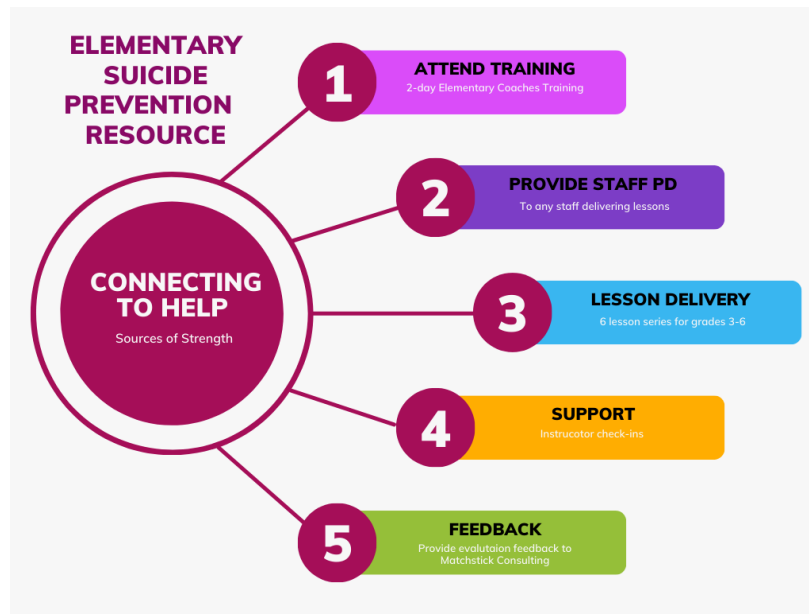 ELEMENTARY
SUICIDE
PREVENTION
RESOURCE
CONNECTING
TO HELP
Sources of Strength
1
ATTEND TRAINING
2-day Elementary Coaches Training
2
PROVIDE STAFF PD
To any staff delivering lessons
3
LESSON DELIVERY
6 lesson series for grades 3-6
4
SUPPORT
Instrucotor check-ins
5
FEEDBACK
Provide evalutaion feedback to
Matchstick Consulting